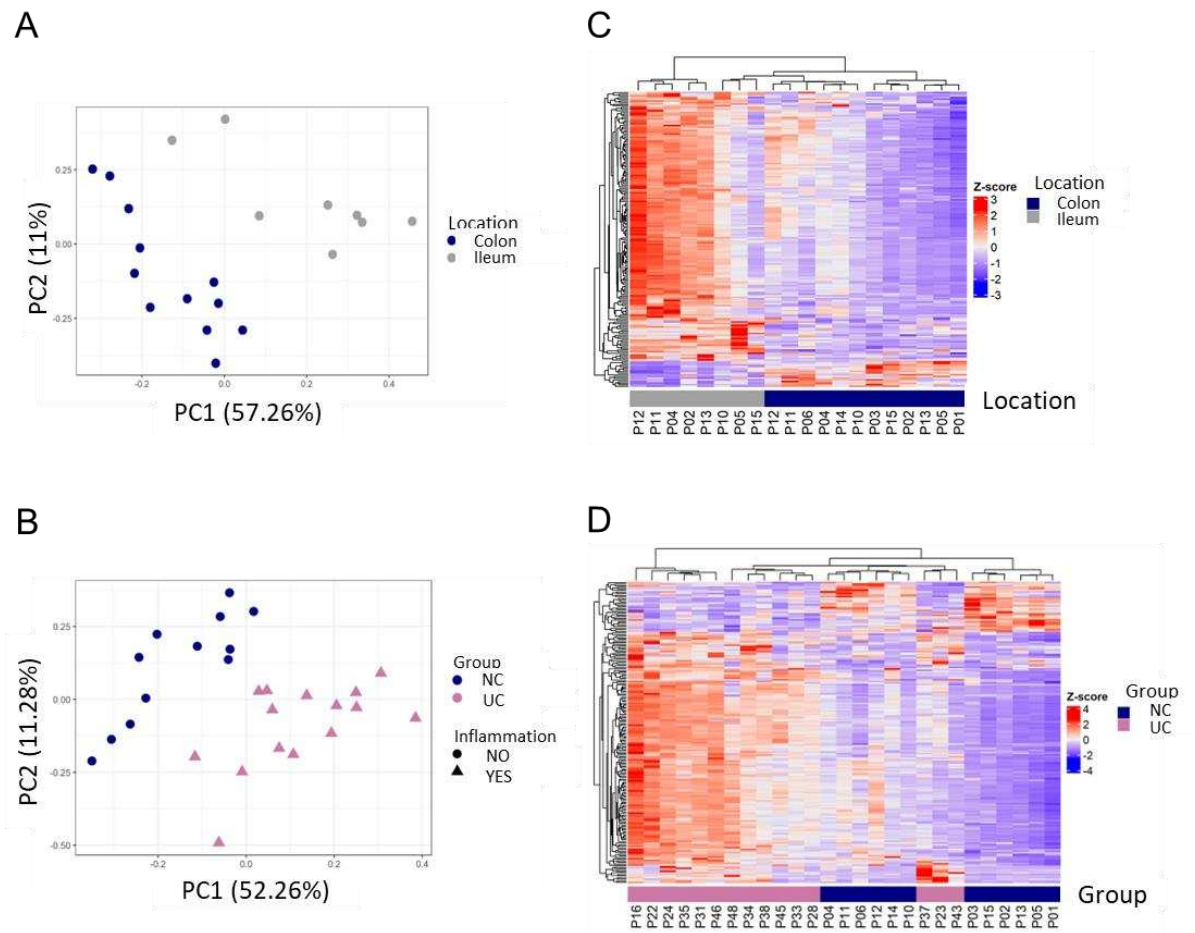 A
PC2 (11%)
0.25
0.00
-0.25
-0.2
0.0
0.2
0.4
PC1 (57.26%)
Location
Colon
Ileum
C
Z-score
3
2
1
0
-1
-2
-3
Location
Colon
Ileum
Location
P12 P11 P04 P02 P13 P10 P05 P15 P12 P11 P06 P04 P14 P10 P03 P15 P02 P13 P05 P01
B
PC2 (11.28%)
0.25
0.00
-0.25
-0.50
-0.2
0.0
0.2
0.4
PC1 (52.26%)
Group
NC
UC
Inflammation
NO
YES
D
Z-score
4
2
0
-2
-4
Group
NC
UC
Group
P16 P22 P24 P35 P31 P46 P48 P34 P38 P45 P33 P28 P04 P11 P06 P12 P14 P10 P37 P23 P43 P03 P15 P02 P13 P05 P01